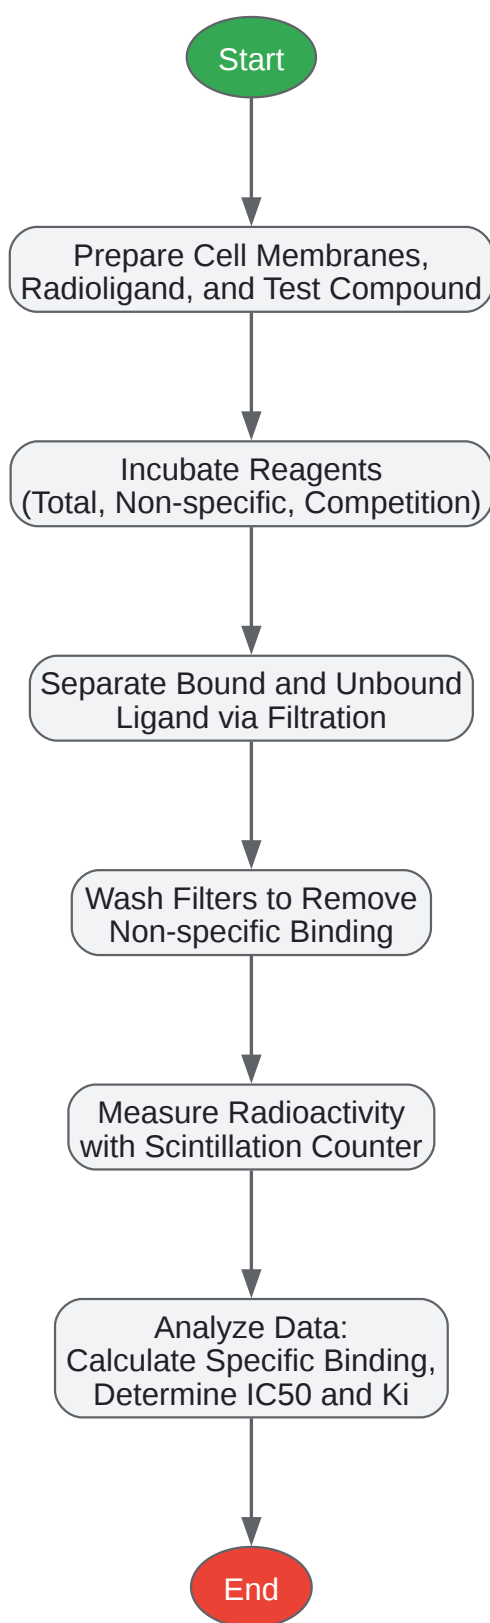 Start
Prepare Cell Membranes,
Radioligand, and Test Compound
Incubate Reagents
(Total, Non-specific, Competition)
Separate Bound and Unbound
Ligand via Filtration
Wash Filters to Remove
Non-specific Binding
Measure Radioactivity
with Scintillation Counter
Analyze Data:
Calculate Specific Binding,
Determine IC50 and Ki
End